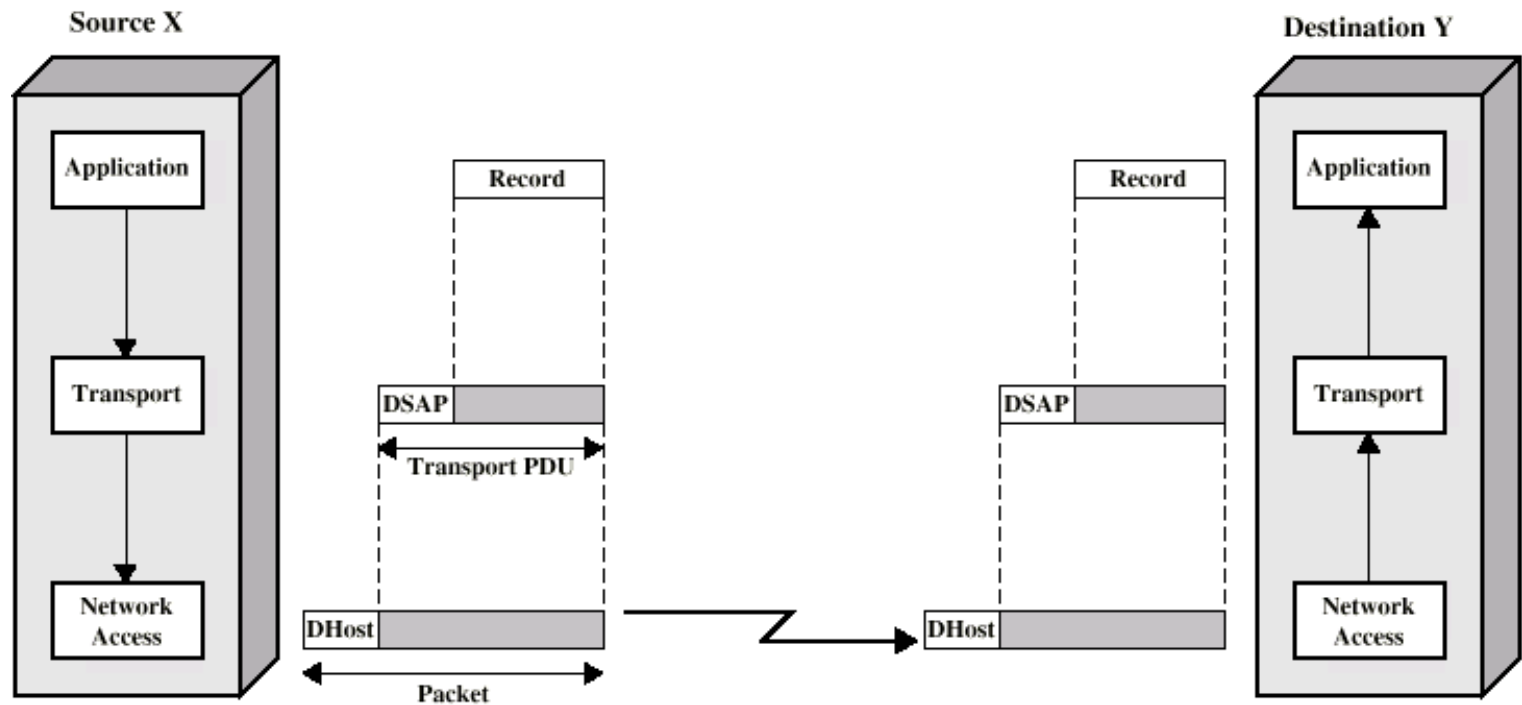 Source X
Destination Y
Application
Record
Record
Application
Transport
DSAP
DSAP
Transport
Transport PDU
Network
Access
DHost
DHost
Network
Access
Packet